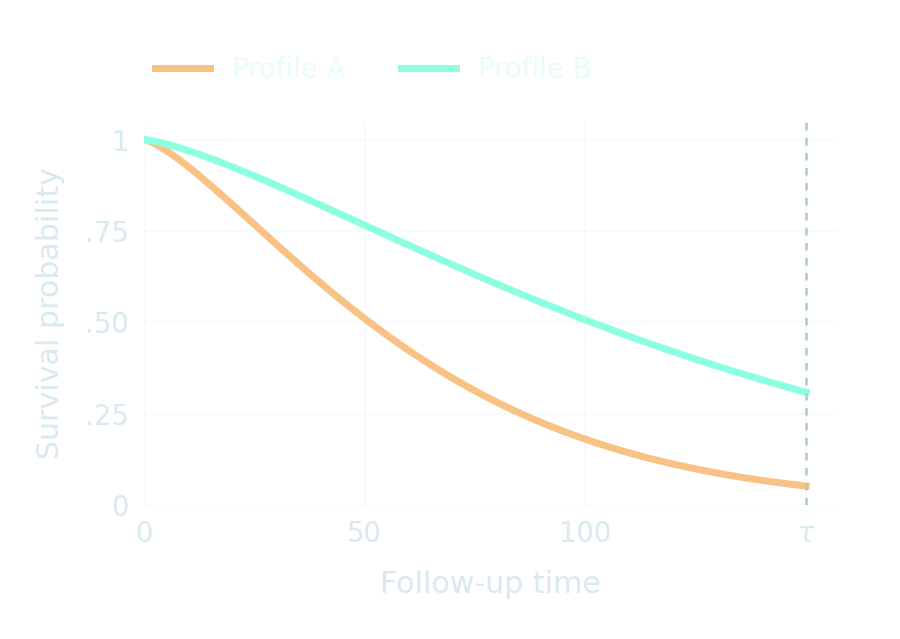 Profile A Profile B
Survival probability
1
.75
.50
.25
0
0 50 100 τ
Follow-up time